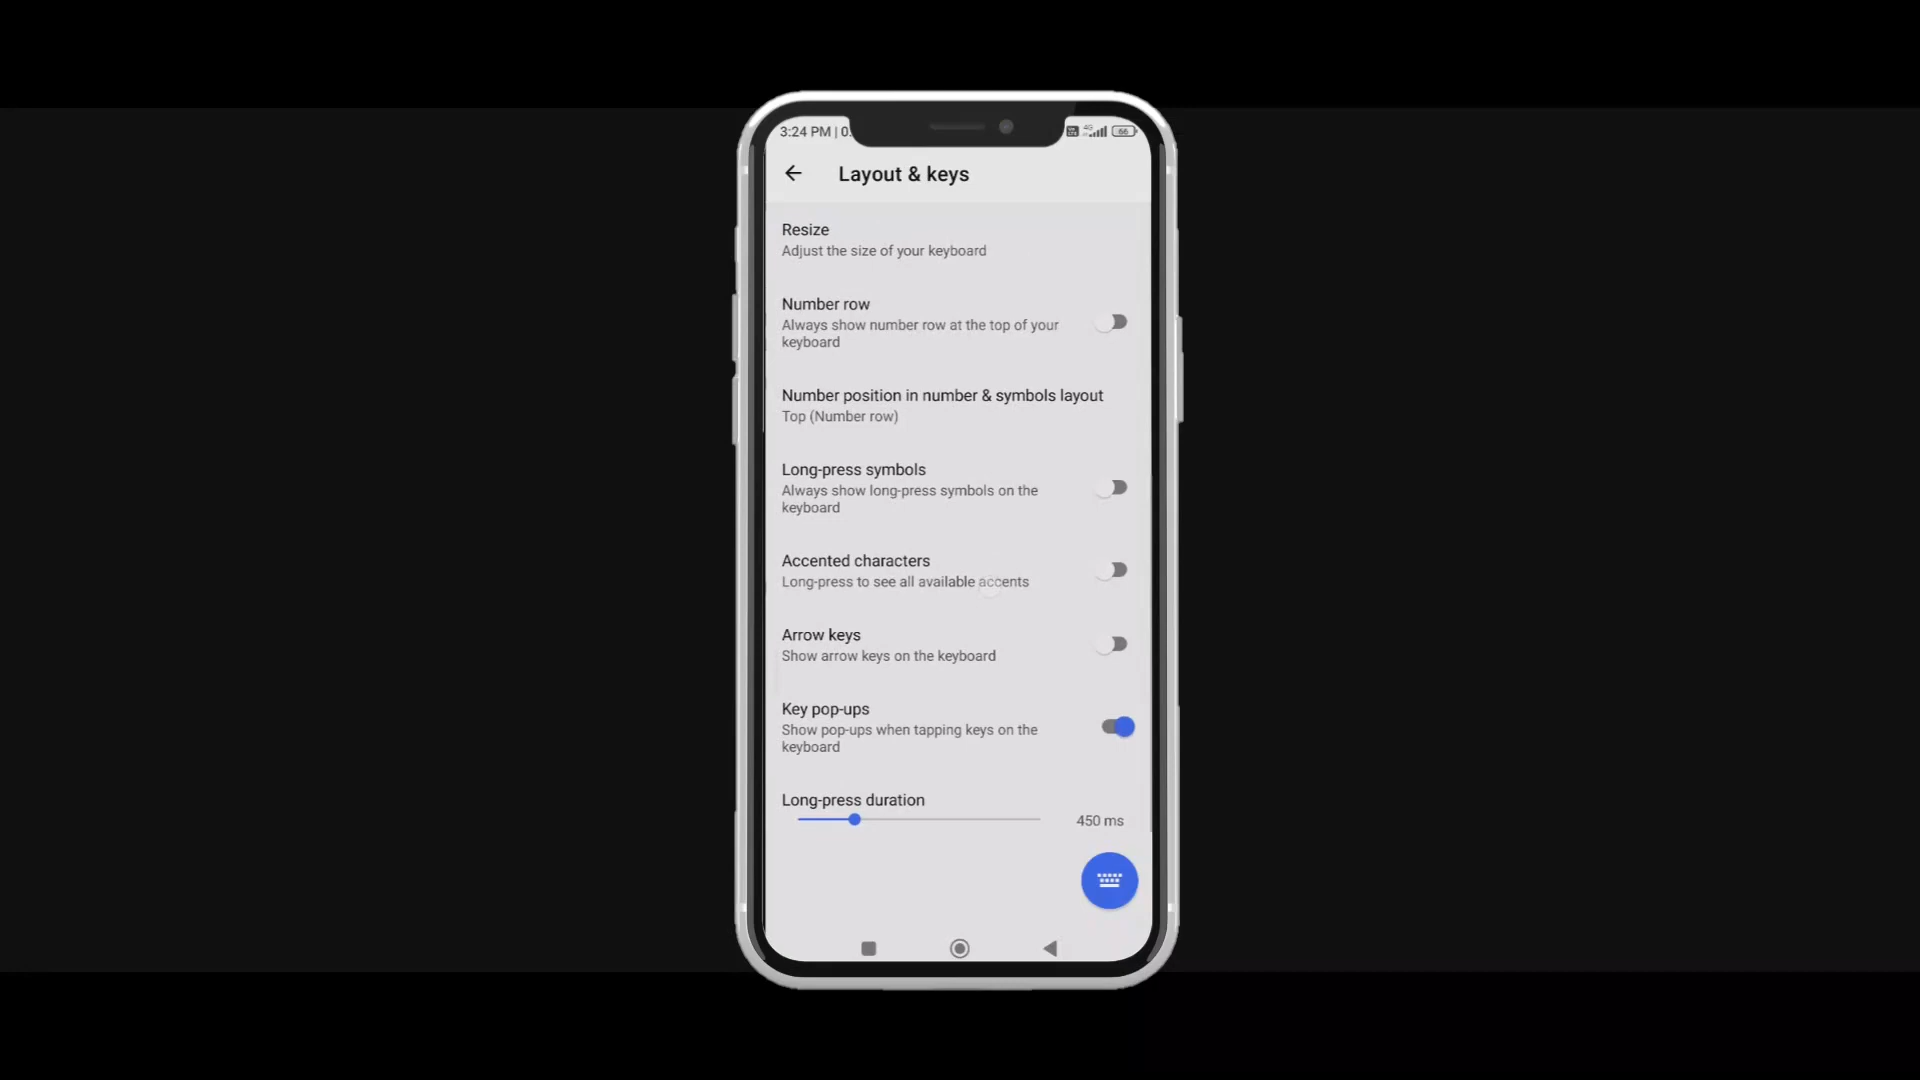 3:24 PM | 0.
4G
66
Layout & keys
Resize
Adjust the size of your keyboard
Number row
Always show number row at the top of your
keyboard
Number position in number & symbols layout
Top (Number row)
Long-press symbols
Always show long-press symbols on the
keyboard
Accented characters
Long-press to see all available accents
Arrow keys
Show arrow keys on the keyboard
Key pop-ups
Show pop-ups when tapping keys on the
keyboard
Long-press duration
450 ms